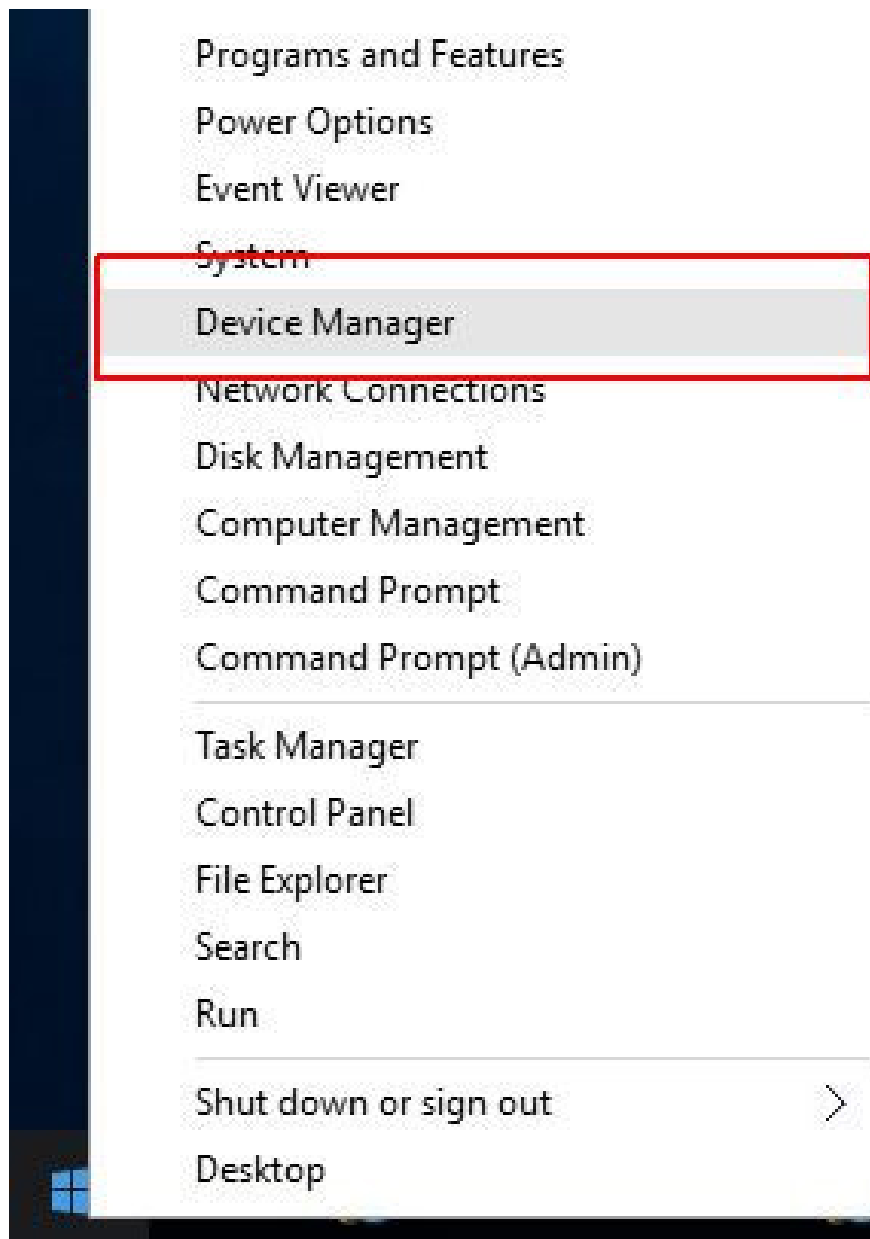 Programs and Features
Power Options
Event Viewer
System
Device Manager
Network Connections
Disk Management
Computer Management
Command Prompt
Command Prompt (Admin)
Task Manager
Control Panel
File Explorer
Search
Run
Shut down or sign out
Desktop